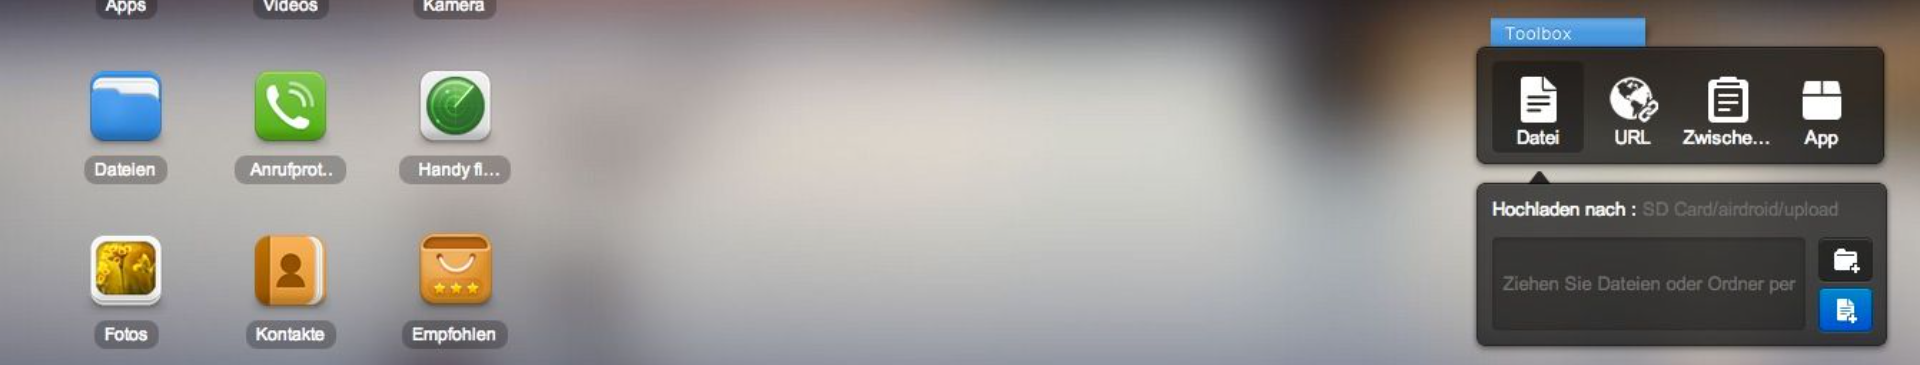 Apps
Videos
Kamera
Toolbox
Datei
URL
Zwische...
App
Dateien
Anrufprot..
Handy fi...
Hochladen nach : SD Card/airdroid/upload
Ziehen Sie Dateien oder Ordner per
Fotos
Kontakte
Empfohlen